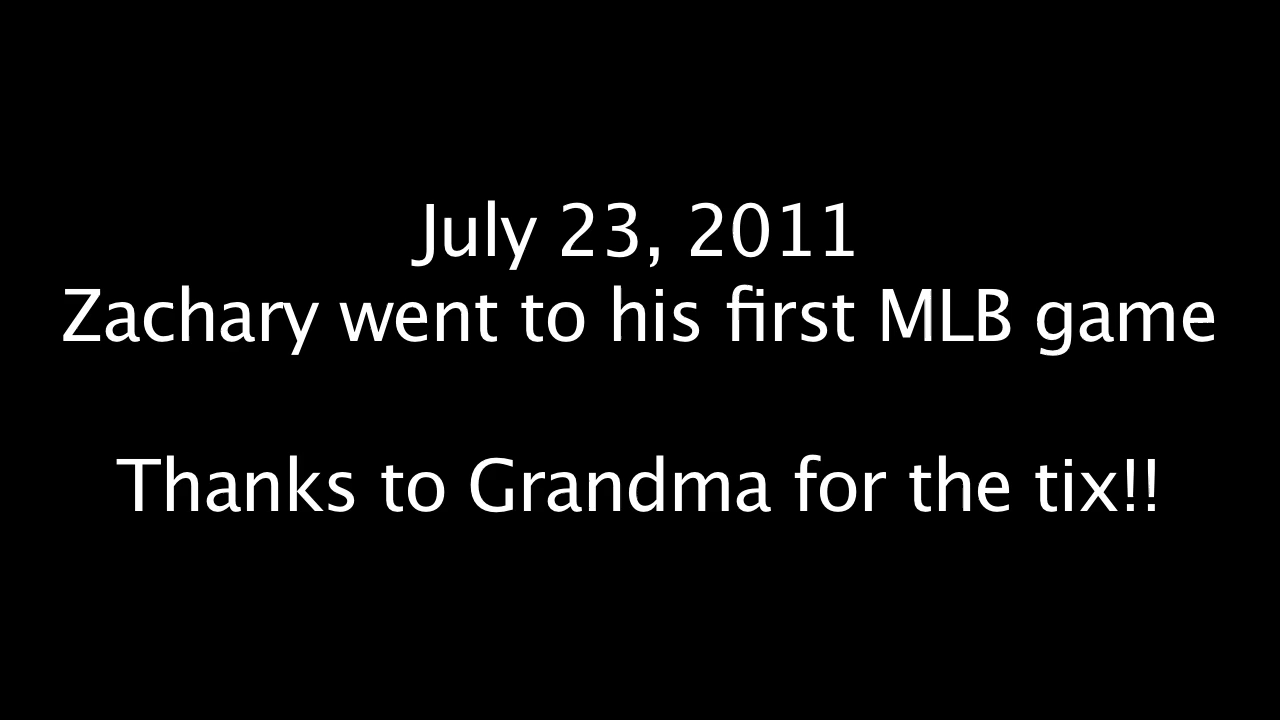 July 23, 2011
Zachary went to his first MLB game
Thanks to Grandma for the tix!!